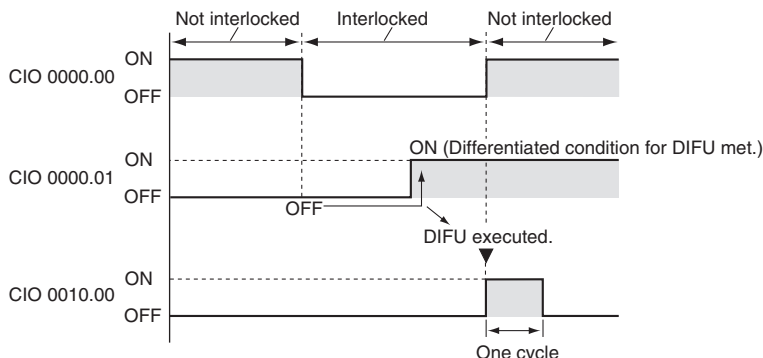 Not interlocked Interlocked Not interlocked
ON
CIO 0000.00
OFF
ON (Differentiated condition for DIFU met.)
ON
CIO 0000.01
OFF
OFF
DIFU executed.
ON
CIO 0010.00
OFF
One cycle